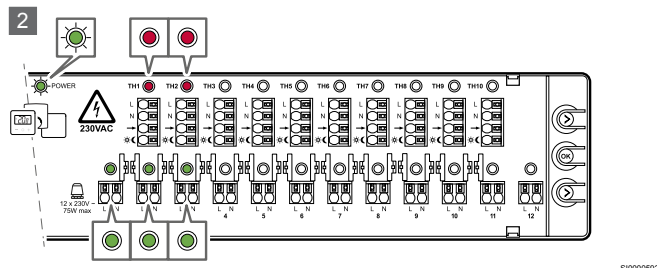 2
POWER
TH1 TH2 TH3 TH4 TH5 TH6 TH7 TH8 TH9 TH10
L
N
L
N
230VAC
OK
12 x 230V ~
75W max
L N L N L N L N L N L N L N L N L N L N L N L N
4 5 6 7 8 9 10 11 12